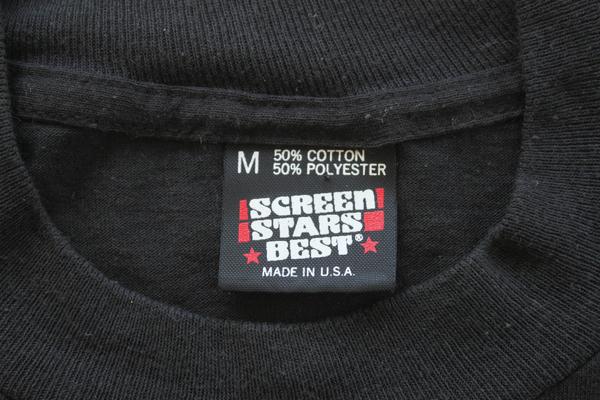 M 50% COTTON
50% POLYESTER
SCREEN
STARS
BEST®
MADE IN U.S.A.